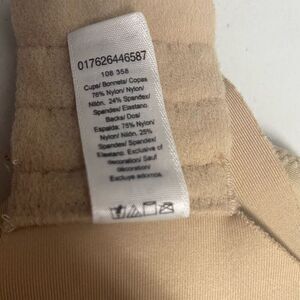 017626446587
108 358
Cups/ Bonnets/ Copas
76% Nylon/ Nylon/
Nilón. 24% Spandex/
Spandex/ Elastano.
Backs/ Dos/
Espalda: 75% Nylon/
Nylon/ Nilón, 25%
Spandex/ Spandex/
Elastano. Exclusive of
decoration/ Sauf
décoration/
Excluye adornos.